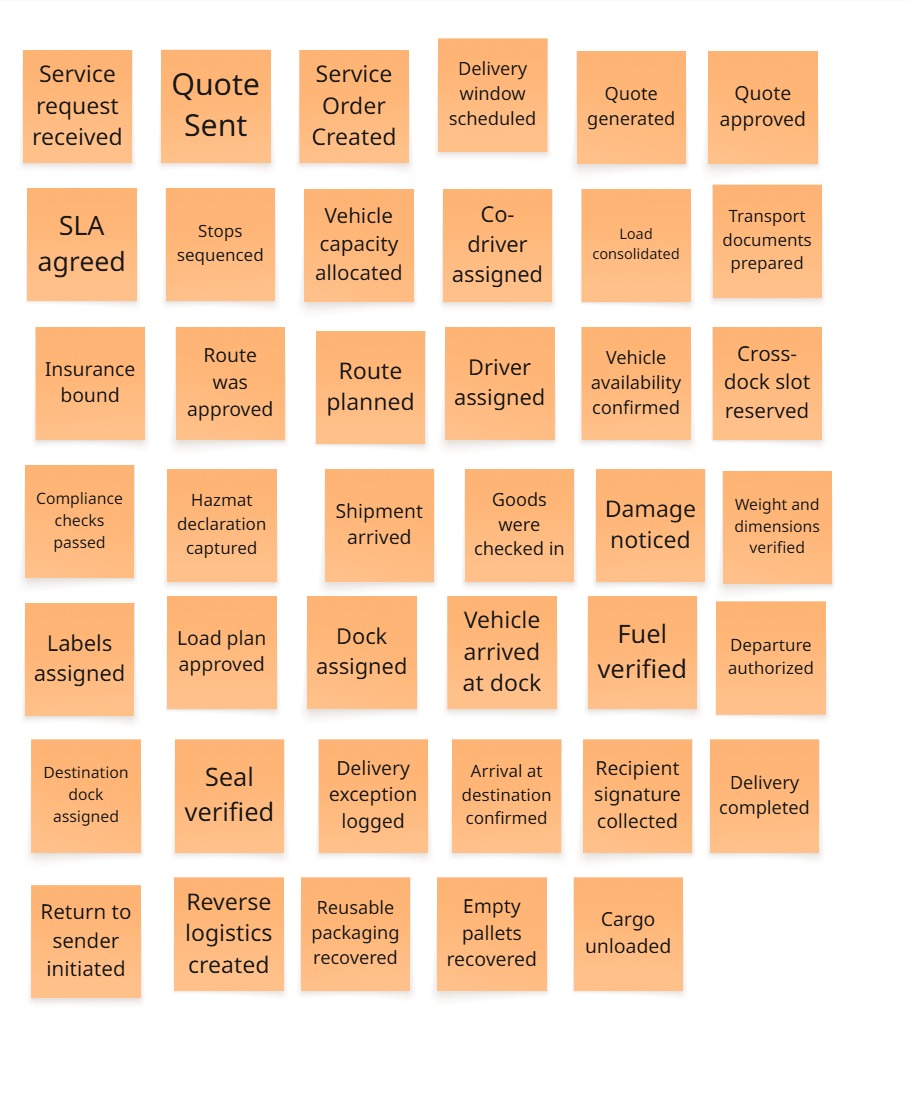 Service
request
received
Quote
Sent
Service
Order
Created
Delivery
window
scheduled
Quote
generated
Quote
approved
SLA
agreed
Stops
sequenced
Vehicle
capacity
allocated
Co-
driver
assigned
Load
consolidated
Transport
documents
prepared
Insurance
bound
Route
was
approved
Route
planned
Driver
assigned
Vehicle
availability
confirmed
Cross-
dock slot
reserved
Compliance
checks
passed
Hazmat
declaration
captured
Shipment
arrived
Goods
were
checked in
Damage
noticed
Weight and
dimensions
verified
Labels
assigned
Load plan
approved
Dock
assigned
Vehicle
arrived
at dock
Fuel
verified
Departure
authorized
Destination
dock
assigned
Seal
verified
Delivery
exception
logged
Arrival at
destination
confirmed
Recipient
signature
collected
Delivery
completed
Return to
sender
initiated
Reverse
logistics
created
Reusable
packaging
recovered
Empty
pallets
recovered
Cargo
unloaded